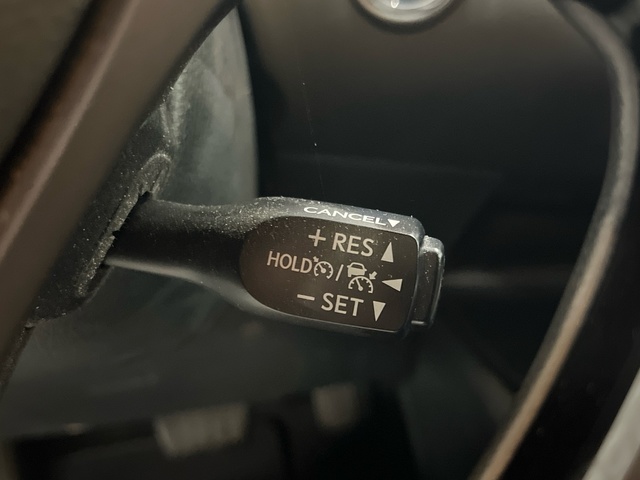 CANCEL
+ RES
HOLD /
− SET